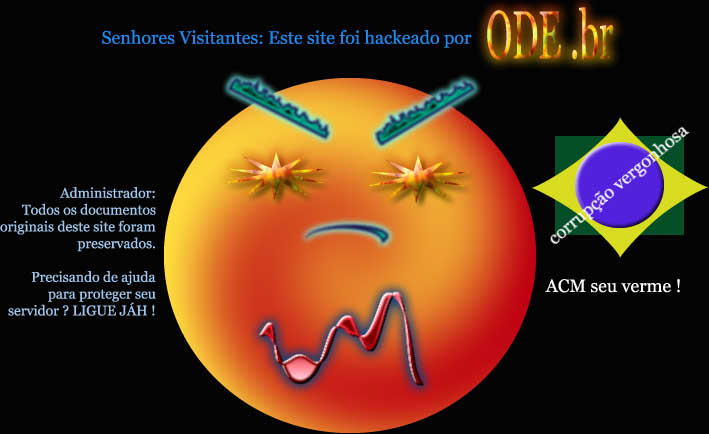 Senhores Visitantes: Este site foi hackeado por ODE .br
corrupção vergonhosa
Administrador:
Todos os documentos
originais deste site foram
preservados.
Precisando de ajuda
para proteger seu
servidor ? LIGUE JÁH !
ACM seu verme !